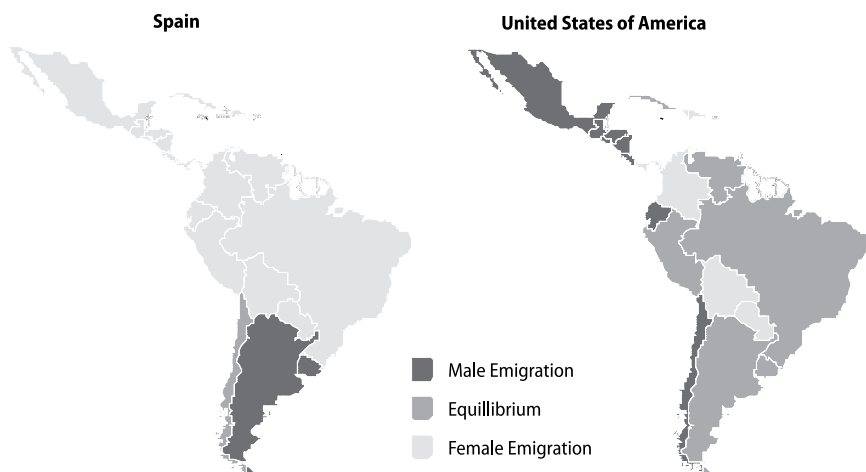 Spain
United States of America
Male Emigration
Equillibrium
Female Emigration